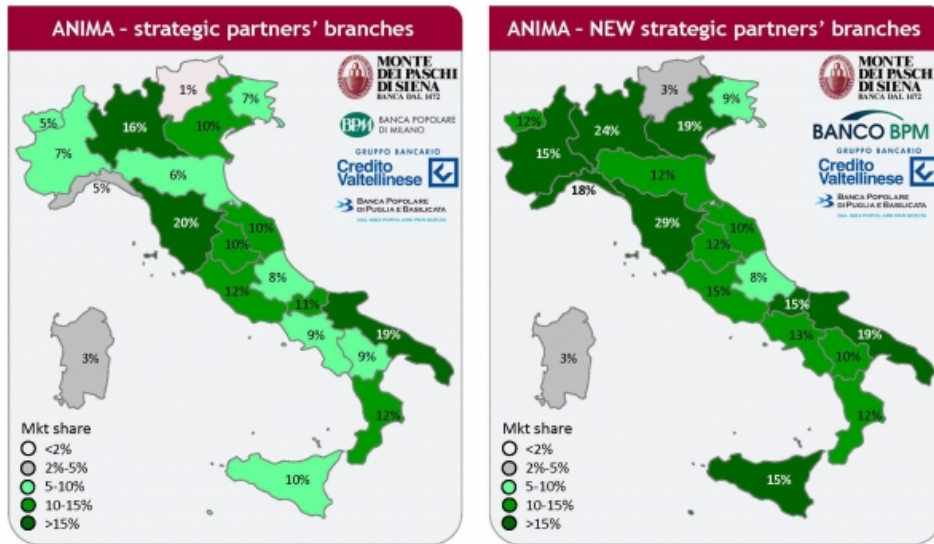 ANIMA - strategic partners' branches
MONTE
DEI PASCHI
DI SIENA
BANCA DAL 1472
BPM BANCA POPOLARE
DI MILANO
GRUPPO BANCARIO
Credito
Valtellinese
BANCA POPOLARE
DI PUGLIA E BASILICATA
1%
7%
5%
16%
10%
7%
6%
5%
20%
10%
10%
8%
12%
11%
19%
9%
9%
3%
12%
10%
Mkt share
<2%
2%-5%
5-10%
10-15%
>15%
ANIMA - NEW strategic partners' branches
MONTE
DEI PASCHI
DI SIENA
BANCA DAL 1472
BANCO BPM
GRUPPO BANCARIO
Credito
Valtellinese
BANCA POPOLARE
DI PUGLIA E BASILICATA
3%
9%
12%
24%
19%
15%
12%
18%
29%
10%
12%
8%
15%
15%
19%
13%
10%
3%
12%
15%
Mkt share
<2%
2%-5%
5-10%
10-15%
>15%